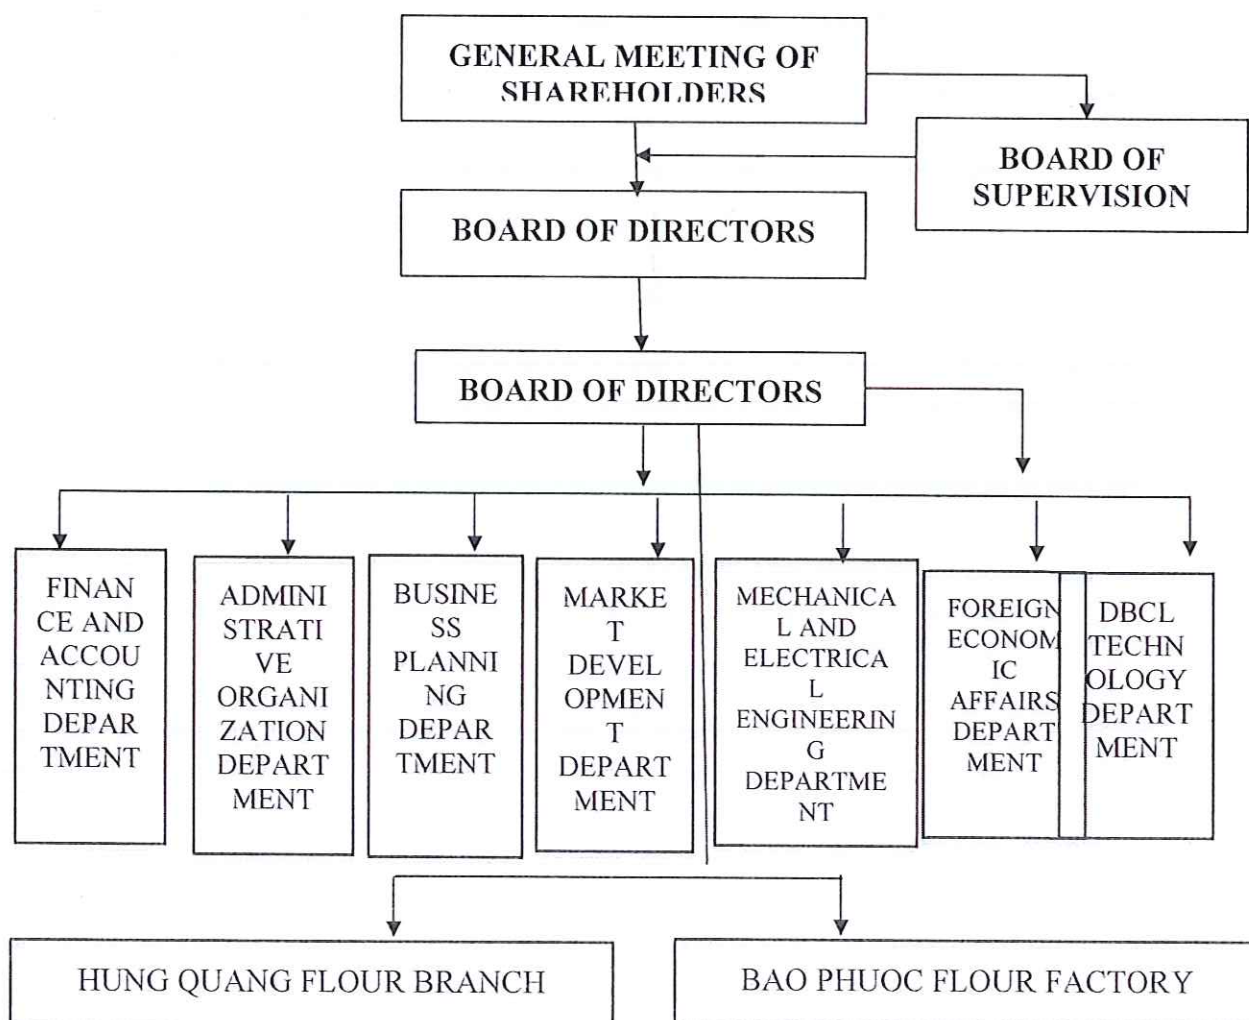 GENERAL MEETING OF
SHAREHOLDERS
BOARD OF
SUPERVISION
BOARD OF DIRECTORS
BOARD OF DIRECTORS
FINAN
CE AND
ACCOU
NTING
DEPAR
TMENT
ADMINI
STRATI
VE
ORGANI
ZATION
DEPART
MENT
BUSINE
SS
PLANNI
NG
DEPAR
TMENT
MARKE
T
DEVEL
OPMEN
T
DEPART
MENT
MECHANICA
L AND
ELECTRICA
L
ENGINEERIN
G
DEPARTME
NT
FOREIGN
ECONOM
IC
AFFAIRS
DEPART
MENT
DBCL
TECHN
OLOGY
DEPART
MENT
HUNG QUANG FLOUR BRANCH
BAO PHUOC FLOUR FACTORY